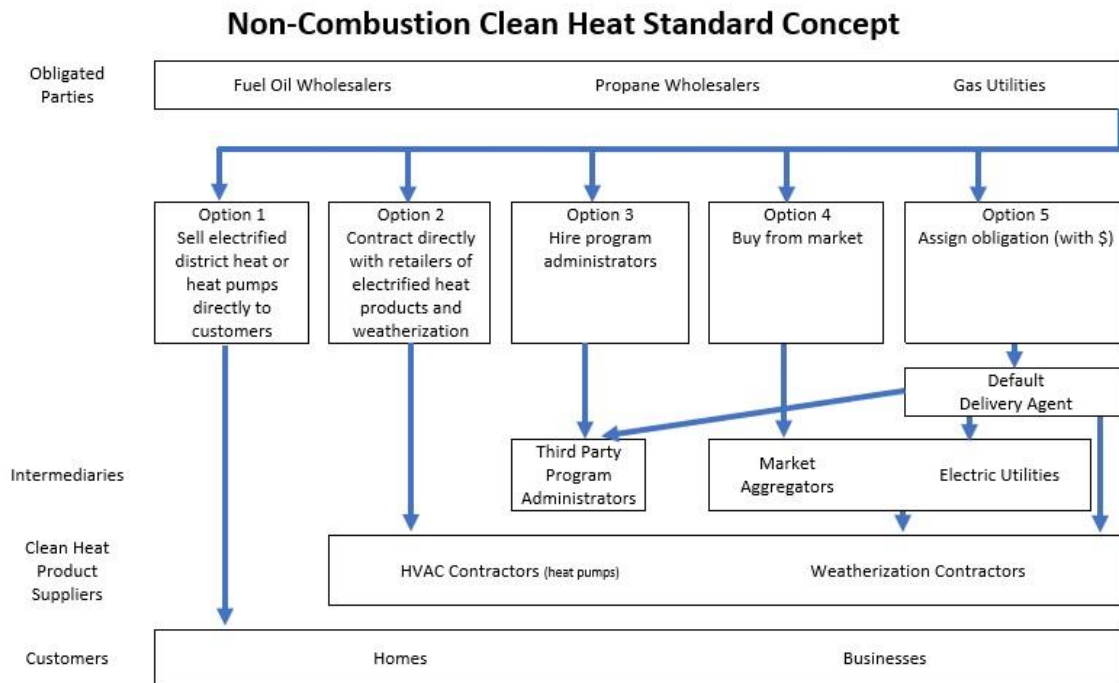 Non-Combustion Clean Heat Standard Concept
Obligated
Parties
Fuel Oil Wholesalers
Propane Wholesalers
Gas Utilities
Option 1
Sell electrified
district heat or
heat pumps
directly to
customers
Option 2
Contract directly
with retailers of
electrified heat
products and
weatherization
Option 3
Hire program
administrators
Option 4
Buy from market
Option 5
Assign obligation (with $)
Default
Delivery Agent
Intermediaries
Third Party
Program
Administrators
Market
Aggregators
Electric Utilities
Clean Heat
Product
Suppliers
HVAC Contractors (heat pumps)
Weatherization Contractors
Customers
Homes
Businesses